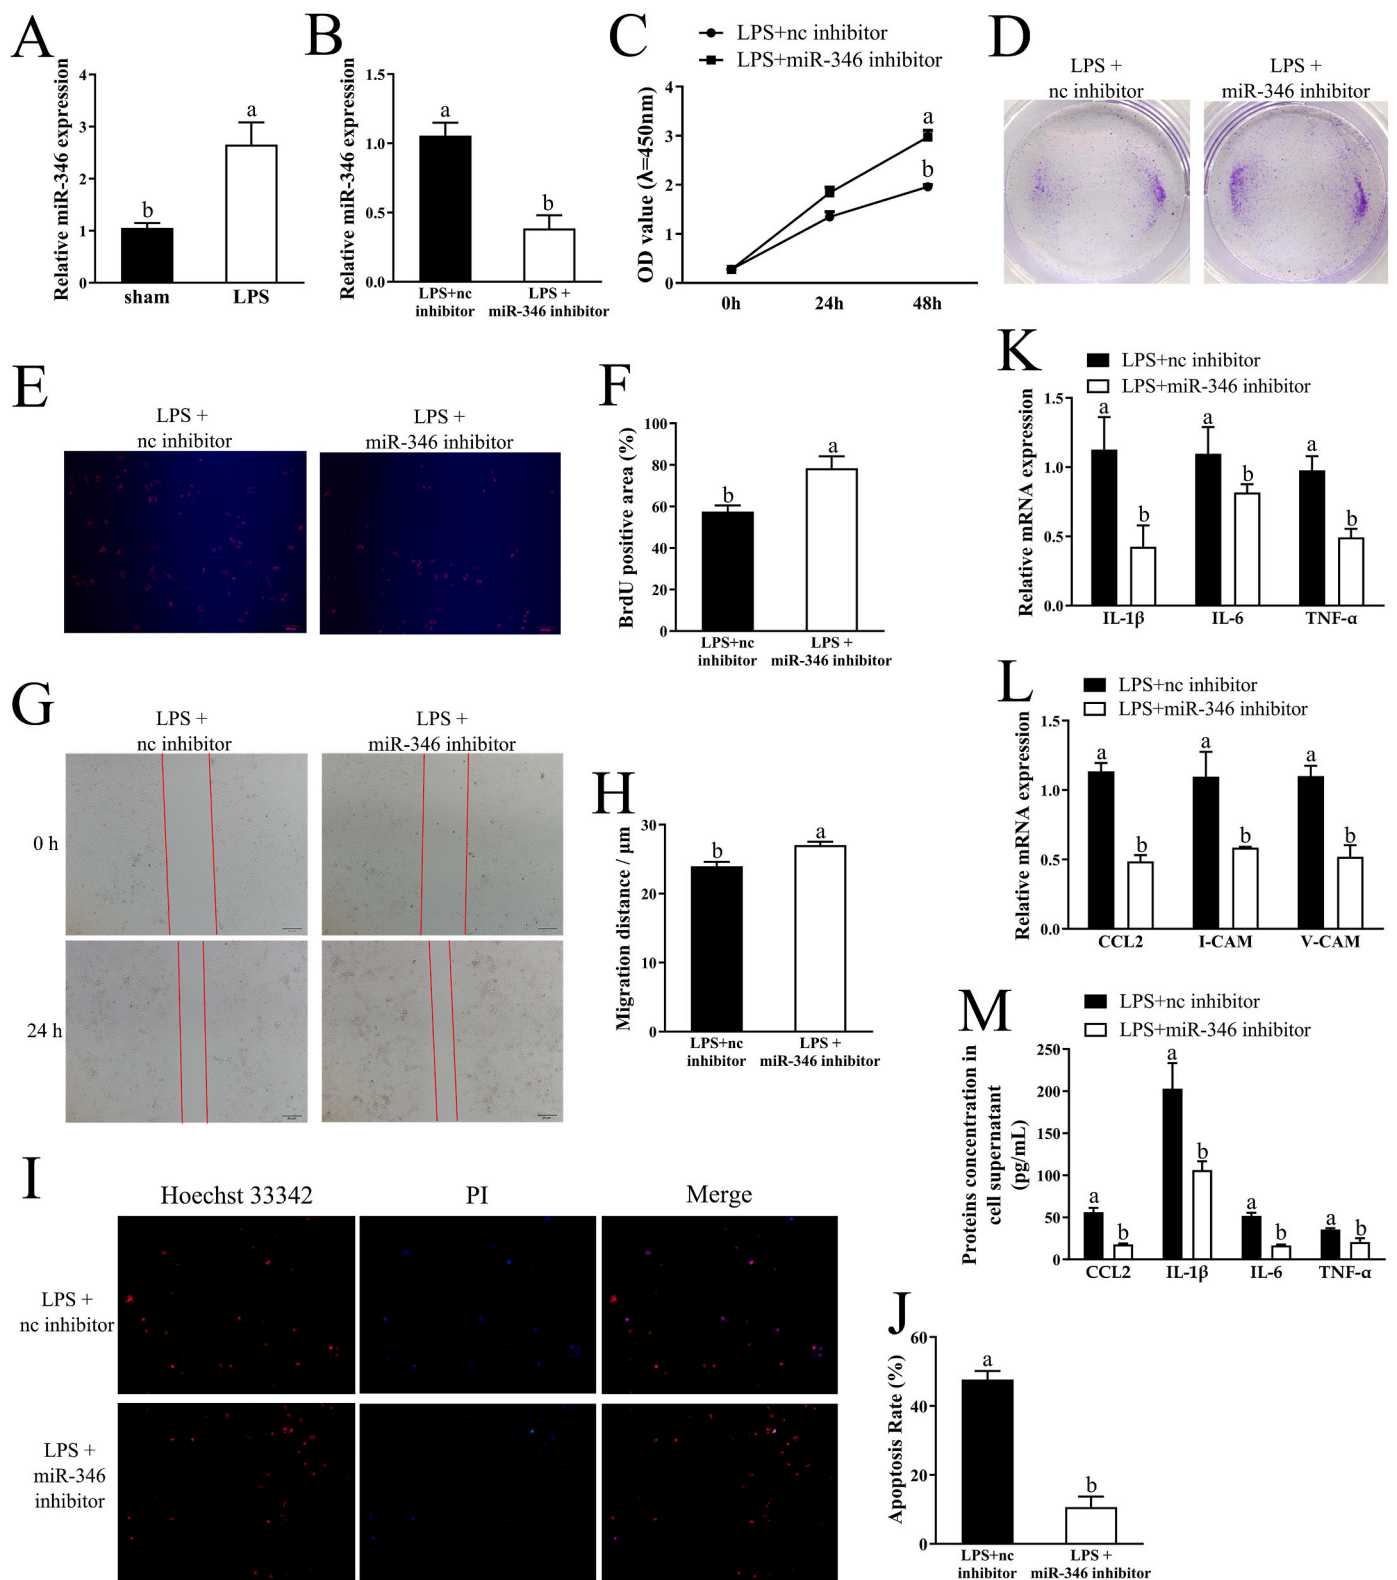 A
Relative miR-346 expression
4
3
2
1
0
b
a
sham
LPS
B
Relative miR-346 expression
1.5
1.0
0.5
0.0
a
b
LPS+nc
inhibitor
LPS +
miR-346 inhibitor
C
LPS+nc inhibitor
LPS+miR-346 inhibitor
OD value (λ=450nm)
4
3
2
1
0
a
b
0h
24h
48h
D
LPS +
nc inhibitor
LPS +
miR-346 inhibitor
E
LPS +
nc inhibitor
LPS +
miR-346 inhibitor
F
BrdU positive area (%)
100
80
60
40
20
0
b
a
LPS+nc
inhibitor
LPS +
miR-346 inhibitor
K
LPS+nc inhibitor
LPS+miR-346 inhibitor
Relative mRNA expression
1.5
1.0
0.5
0.0
a
b
a
b
a
b
IL-1β
IL-6
TNF-α
G
LPS +
nc inhibitor
LPS +
miR-346 inhibitor
0 h
24 h
H
Migration distance / μm
30
20
10
0
b
a
LPS+nc
inhibitor
LPS +
miR-346 inhibitor
L
LPS+nc inhibitor
LPS+miR-346 inhibitor
Relative mRNA expression
1.5
1.0
0.5
0.0
a
b
a
b
a
b
CCL2
I-CAM
V-CAM
M
LPS+nc inhibitor
LPS+miR-346 inhibitor
Proteins concentration in
cell supernatant
(pg/mL)
250
200
150
100
50
0
a
b
a
b
a
b
a
b
CCL2
IL-1β
IL-6
TNF-α
I
Hoechst 33342
PI
Merge
LPS +
nc inhibitor
LPS +
miR-346
inhibitor
J
Apoptosis Rate (%)
60
40
20
0
a
b
LPS+nc
inhibitor
LPS +
miR-346 inhibitor